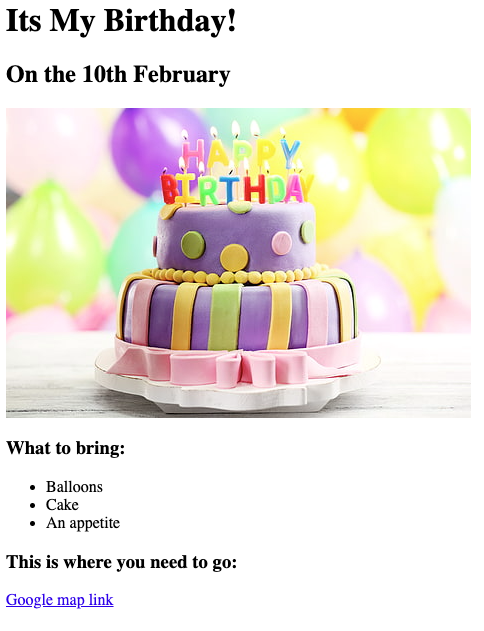 Its My Birthday!
On the 10th February
HAPPY
BIRTHDAY
What to bring:
Balloons
Cake
An appetite
This is where you need to go:
Google map link